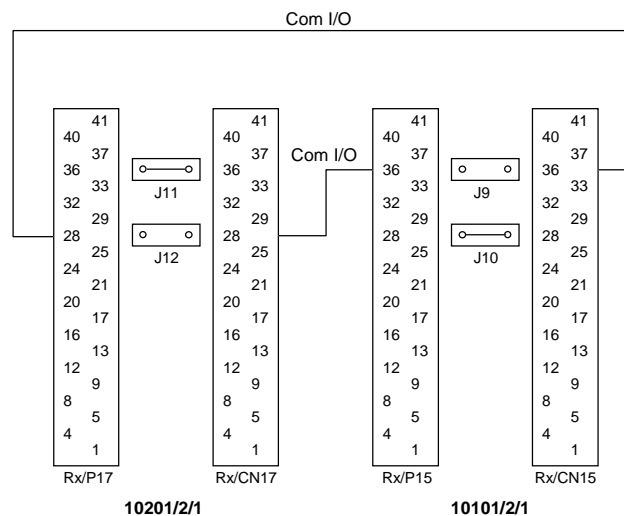 Com I/O
41 41 41 41
40 40 40 40
37 Com I/O 37 37 37
36 36 36 36
J11 33 33 J9 33 33
32 32 32 32
29 29 29 29
28 28 28 28
J12 25 25 J10 25 25
24 24 24 24
21 21 21 21
20 20 20 20
17 17 17 17
16 16 16 16
13 13 13 13
12 12 12 12
9 9 9 9
8 8 8 8
5 5 5 5
4 4 4 4
1 1 1 1
Rx/P17 Rx/CN17 Rx/P15 Rx/CN15
10201/2/1 10101/2/1